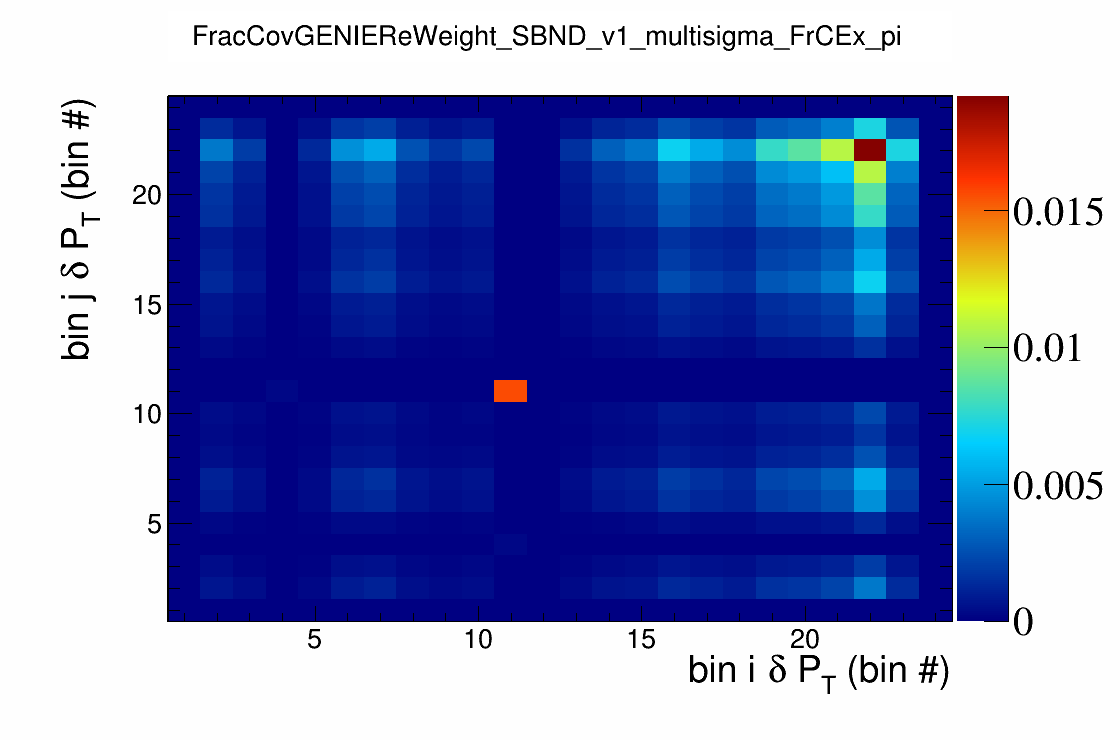 FracCovGENIEReWeight_SBND_v1_multisigma_FrCEx_pi
bin j δ P_T (bin #)
20
15
10
5
5 10 15 20
bin i δ P_T (bin #)
0.015
0.01
0.005
0